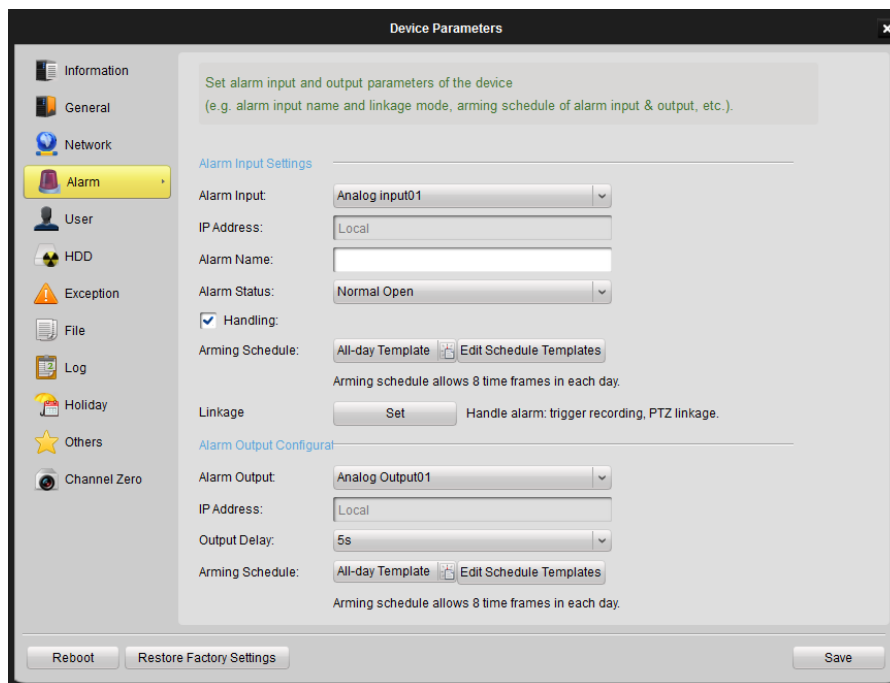 Device Parameters
Information
General
Network
Alarm
User
HDD
Exception
File
Log
Holiday
Others
Channel Zero
Set alarm input and output parameters of the device
(e.g. alarm input name and linkage mode, arming schedule of alarm input & output, etc.).
Alarm Input Settings
Alarm Input: Analog input01
IP Address: Local
Alarm Name:
Alarm Status: Normal Open
Handling:
Arming Schedule: All-day Template Edit Schedule Templates
Arming schedule allows 8 time frames in each day.
Linkage Set Handle alarm: trigger recording, PTZ linkage.
Alarm Output Configurat
Alarm Output: Analog Output01
IP Address: Local
Output Delay: 5s
Arming Schedule: All-day Template Edit Schedule Templates
Arming schedule allows 8 time frames in each day.
Reboot Restore Factory Settings Save